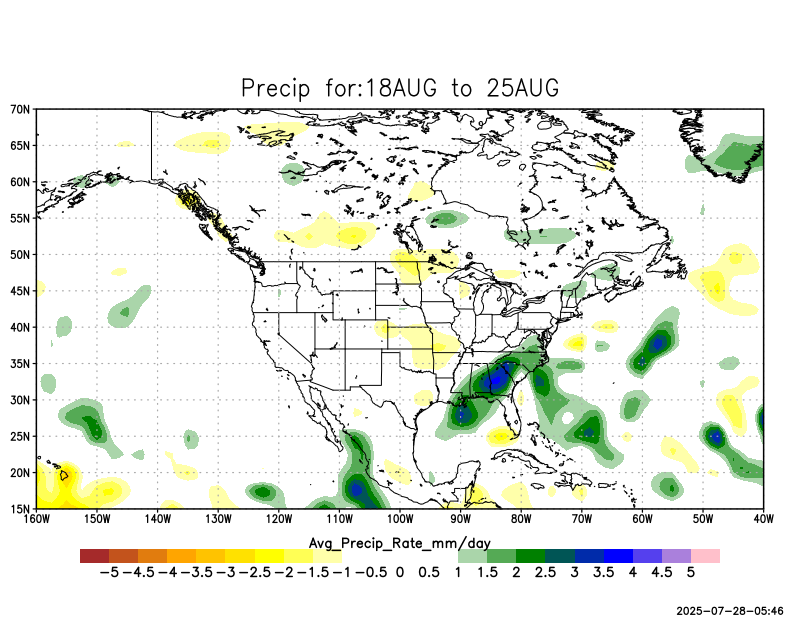 Precip for:18AUG to 25AUG
70N
65N
60N
55N
50N
45N
40N
35N
30N
25N
20N
15N
160W 150W 140W 130W 120W 110W 100W 90W 80W 70W 60W 50W 40W
Avg_Precip_Rate_mm/day
-5 -4.5 -4 -3.5 -3 -2.5 -2 -1.5 -1 -0.5 0 0.5 1 1.5 2 2.5 3 3.5 4 4.5 5
2025-07-28-05:46